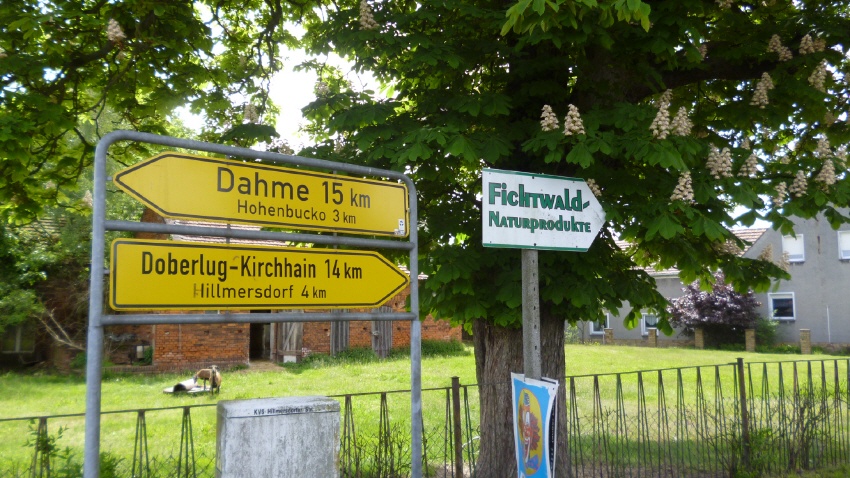 Dahme 15 km
Hohenbucko 3 km
Doberlug-Kirchhain 14 km
Hillmersdorf 4 km
Fichtwald-
Naturprodukte